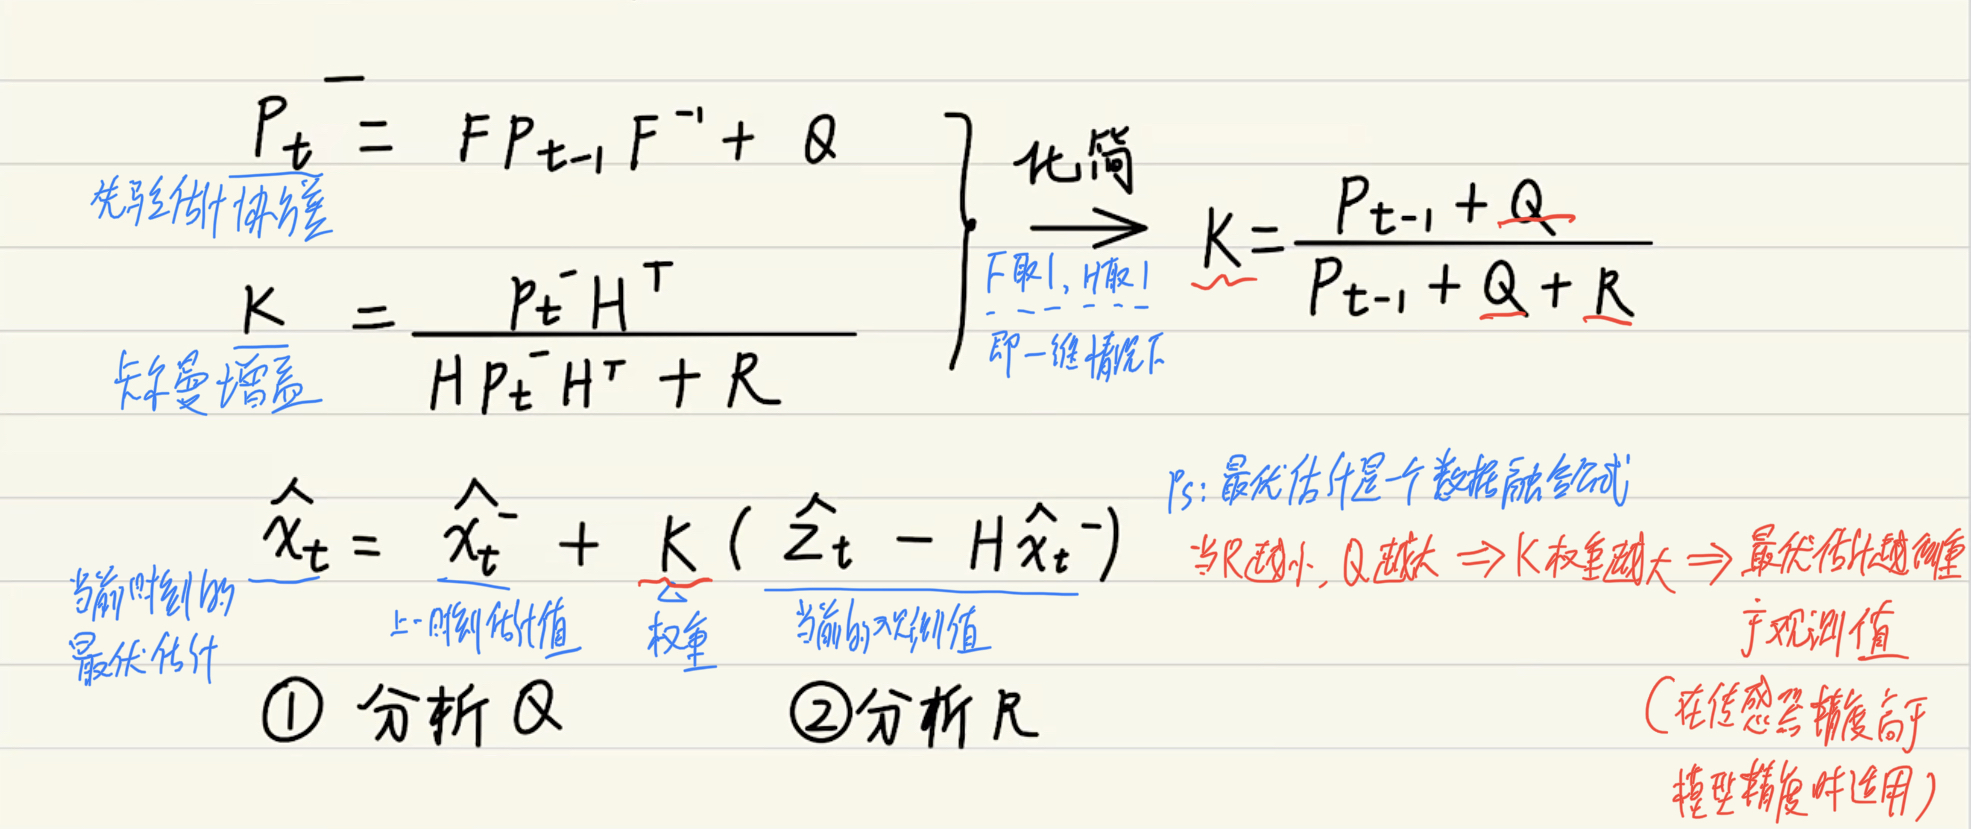 P_t^- = F P_{t-1} F^{-1} + Q
先验估计协方差
K = \frac{P_t^- H^T}{H P_t^- H^T + R}
卡尔曼增益
化简
F取1,H取1
即一维情况下
K = \frac{P_{t-1} + Q}{P_{t-1} + Q + R}
\hat{x}_t = \hat{x}_t^- + K ( \hat{z}_t - H \hat{x}_t^- )
当前时刻的
最优估计
上一时刻估计值
权重
当前的观测值
Ps:最优估计是一个数据融合公式
当R越小,Q越大 ⇒ K权重越大 ⇒ 最优估计越侧重
于观测值
(在传感器精度高于
模型精度时适用)
① 分析Q ② 分析R